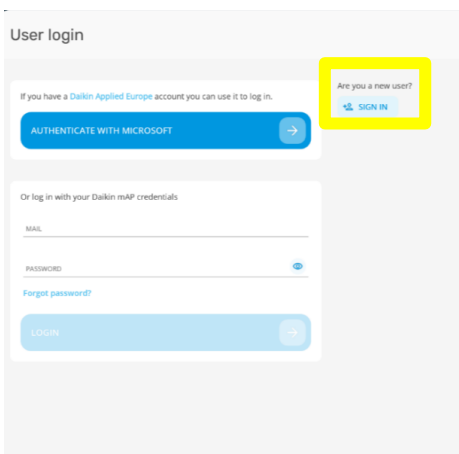 User login
If you have a Daikin Applied Europe account you can use it to log in.
AUTHENTICATE WITH MICROSOFT
Are you a new user?
SIGN IN
Or log in with your Daikin mAP credentials
MAIL
PASSWORD
Forgot password?
LOGIN